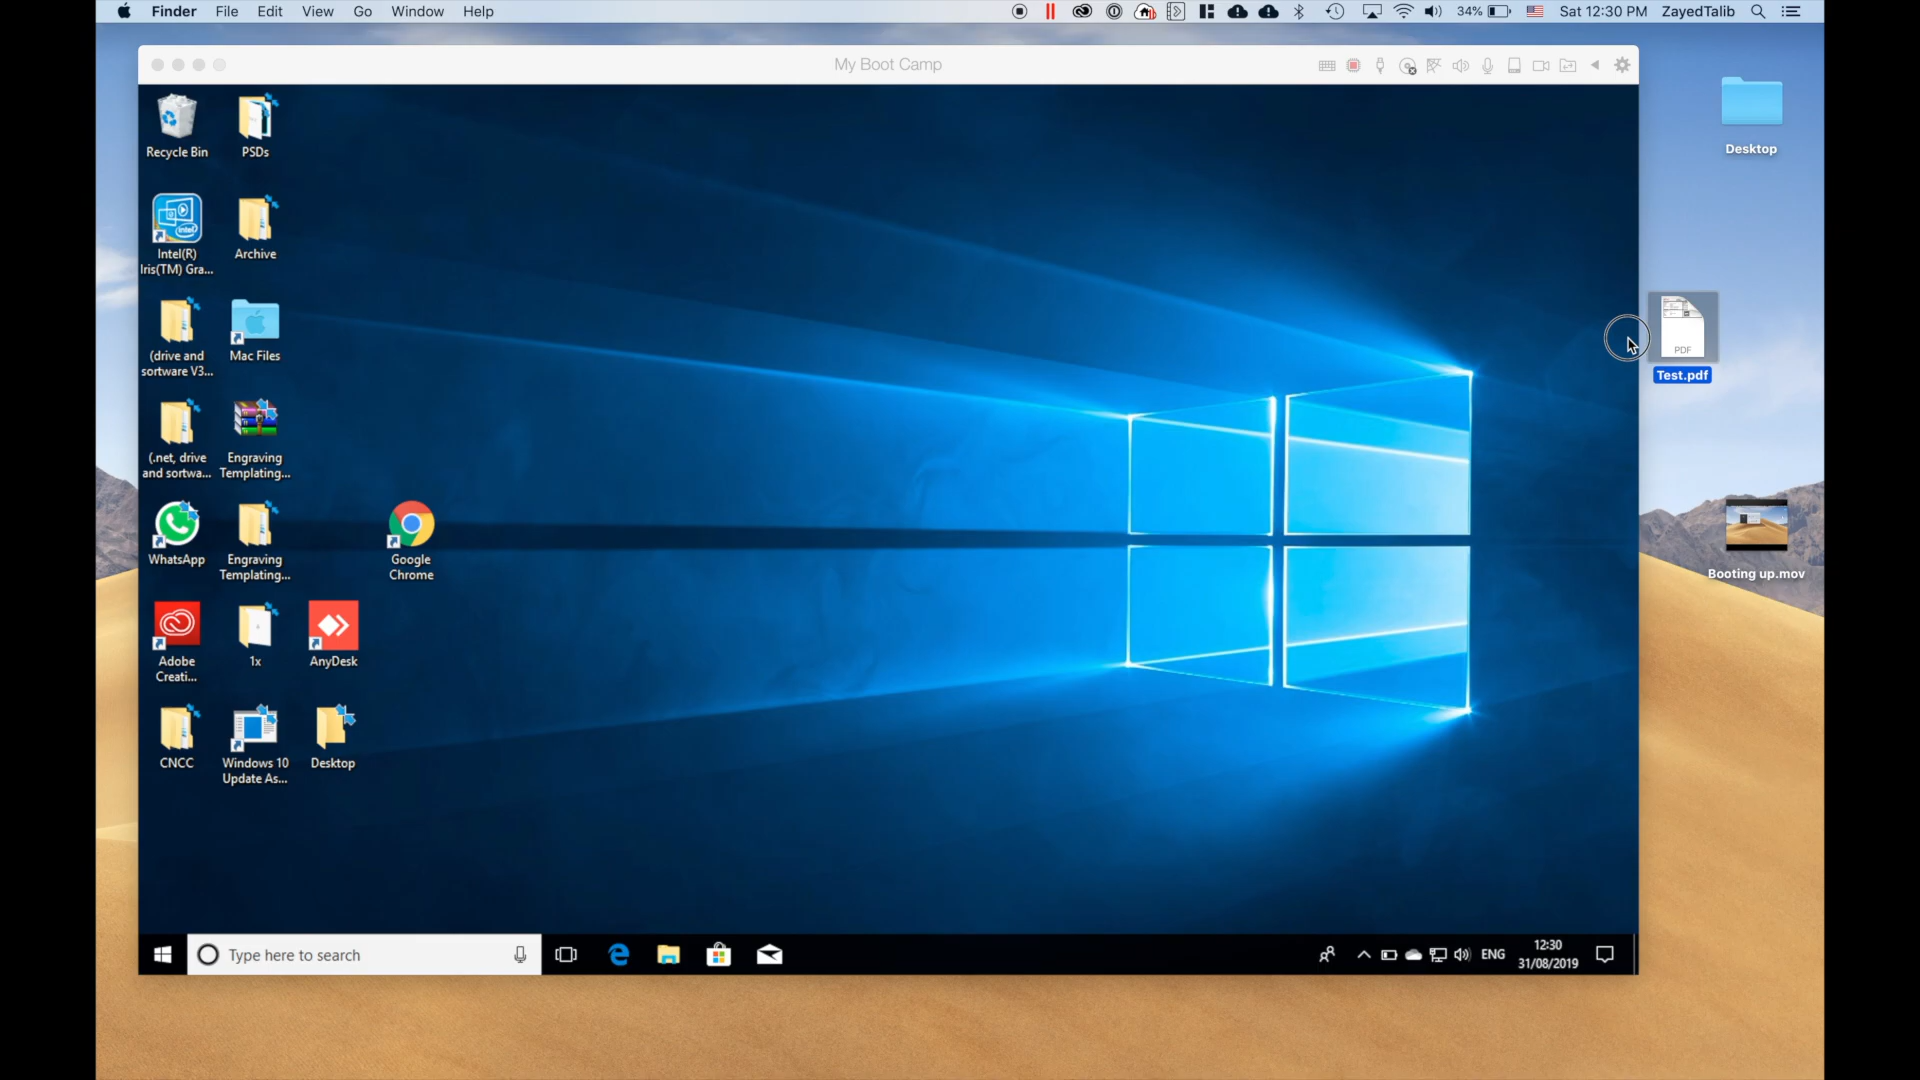 Finder File Edit View Go Window Help 34% Sat 12:30 PM ZayedTalib
My Boot Camp
Recycle Bin
PSDs
Desktop
Intel(R)
Iris(TM) Gra...
Archive
(drive and
sortware V3...
Mac Files
PDF
Test.pdf
(.net, drive
and sortwa...
Engraving
Templating...
WhatsApp
Engraving
Templating...
Google
Chrome
Booting up.mov
Adobe
Creati...
1x
AnyDesk
CNCC
Windows 10
Update As...
Desktop
Type here to search
ENG
12:30
31/08/2019